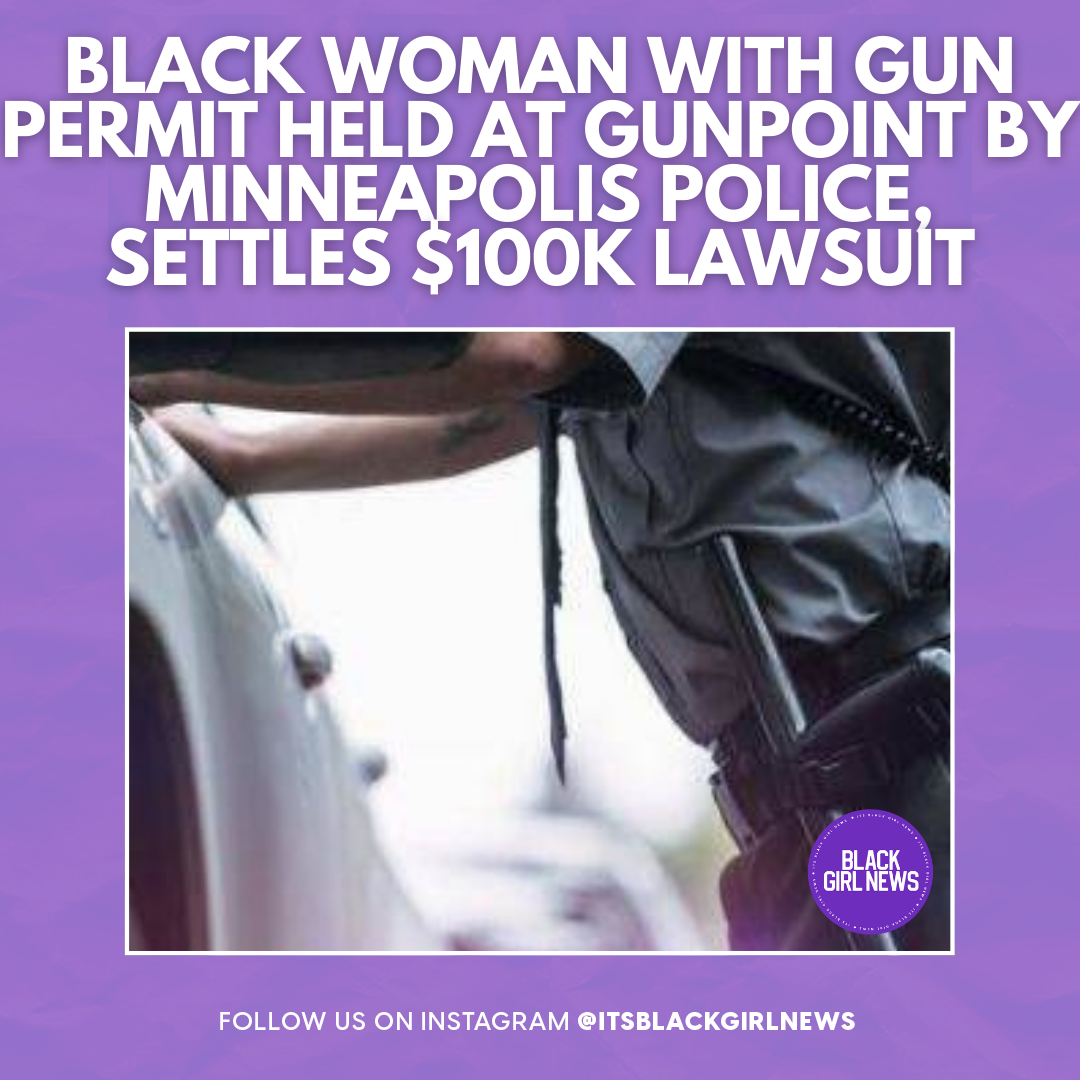 BLACK WOMAN WITH GUN
PERMIT HELD AT GUNPOINT BY
MINNEAPOLIS POLICE,
SETTLES $100K LAWSUIT
BLACK
GIRL NEWS
FOLLOW US ON INSTAGRAM @ITSBLACKGIRLNEWS